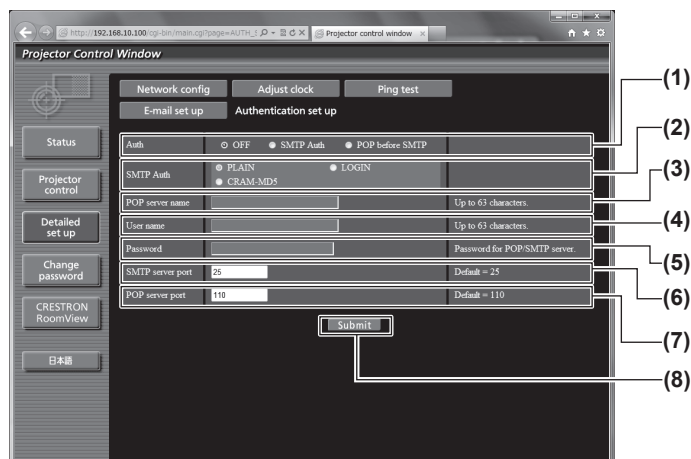 http://192.168.10.100/cgi-bin/main.cgi?page=AUTH_S
Projector control window
Projector Control Window
Network config
Adjust clock
Ping test
E-mail set up
Authentication set up
Status
Projector control
Detailed set up
Change password
CRESTRON RoomView
日本語
Auth
OFF
SMTP Auth
POP before SMTP
SMTP Auth
PLAIN
LOGIN
CRAM-MD5
POP server name
Up to 63 characters.
User name
Up to 63 characters.
Password
Password for POP/SMTP server.
SMTP server port
25
Default = 25
POP server port
110
Default = 110
Submit
(1)
(2)
(3)
(4)
(5)
(6)
(7)
(8)